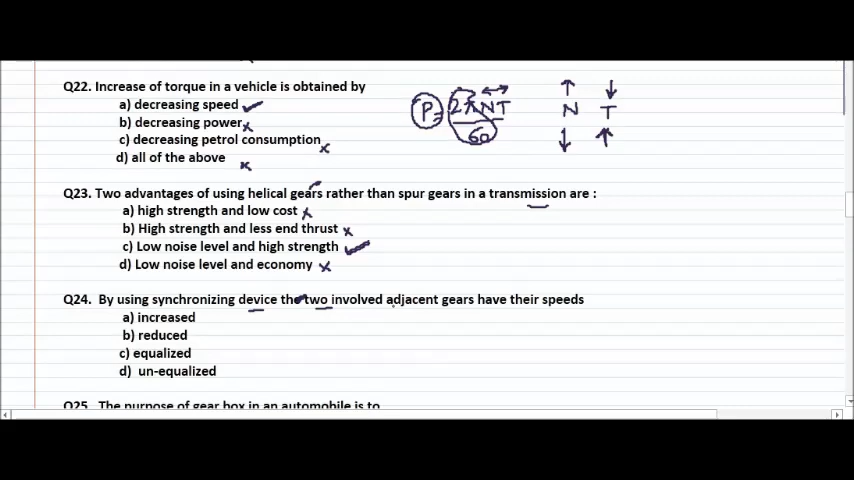 Q22. Increase of torque in a vehicle is obtained by
a) decreasing speed
b) decreasing power
c) decreasing petrol consumption
d) all of the above
P = 2πNT
60
N T
Q23. Two advantages of using helical gears rather than spur gears in a transmission are :
a) high strength and low cost
b) High strength and less end thrust
c) Low noise level and high strength
d) Low noise level and economy
Q24. By using synchronizing device the two involved adjacent gears have their speeds
a) increased
b) reduced
c) equalized
d) un-equalized
Q25. The purpose of gear box in an automobile is to